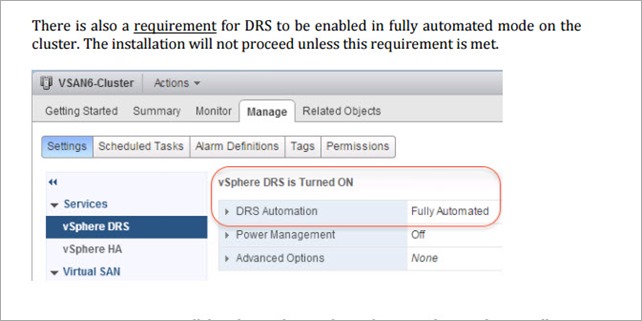 There is also a requirement for DRS to be enabled in fully automated mode on the
cluster. The installation will not proceed unless this requirement is met.
VSAN6-Cluster Actions
Getting Started Summary Monitor Manage Related Objects
Settings Scheduled Tasks Alarm Definitions Tags Permissions
vSphere DRS is Turned ON
Services
DRS Automation Fully Automated
vSphere DRS
Power Management Off
vSphere HA
Advanced Options None
Virtual SAN